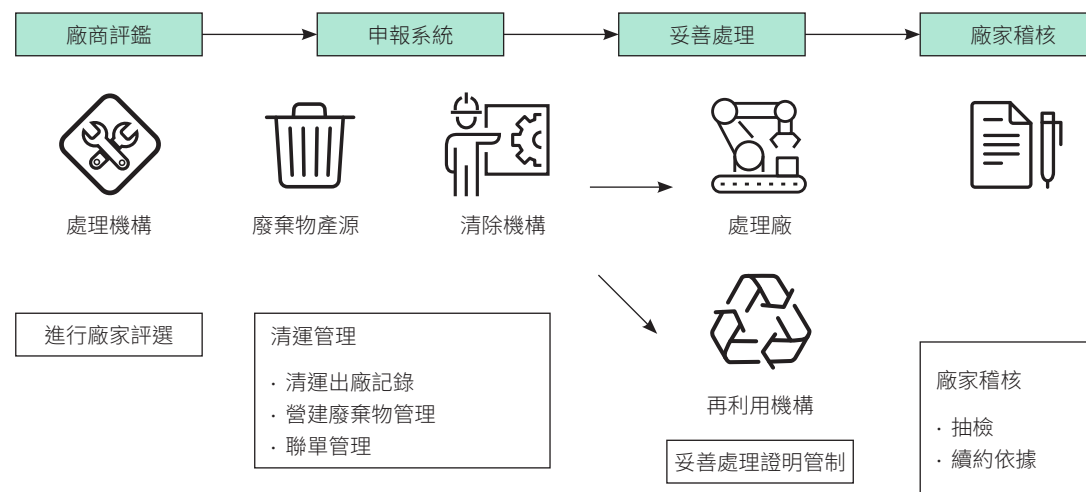 廠商評鑑
申報系統
妥善處理
廠家稽核
處理機構
廢棄物產源
清除機構
處理廠
再利用機構
進行廠家評選
清運管理
· 清運出廠記錄
· 營建廢棄物管理
· 聯單管理
妥善處理證明管制
廠家稽核
· 抽檢
· 續約依據